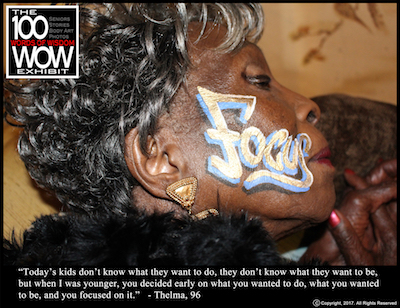 THE
100
SENIORS
STORIES
BODY ART
PHOTOS
WORDS OF WISDOM
WOW
EXHIBIT
Focus
“Today's kids don't know what they want to do, they don't know what they want to be,
but when I was younger, you decided early on what you wanted to do, what you wanted
to be, and you focused on it.” - Thelma, 96
© Copyright, 2017. All Rights Reserved